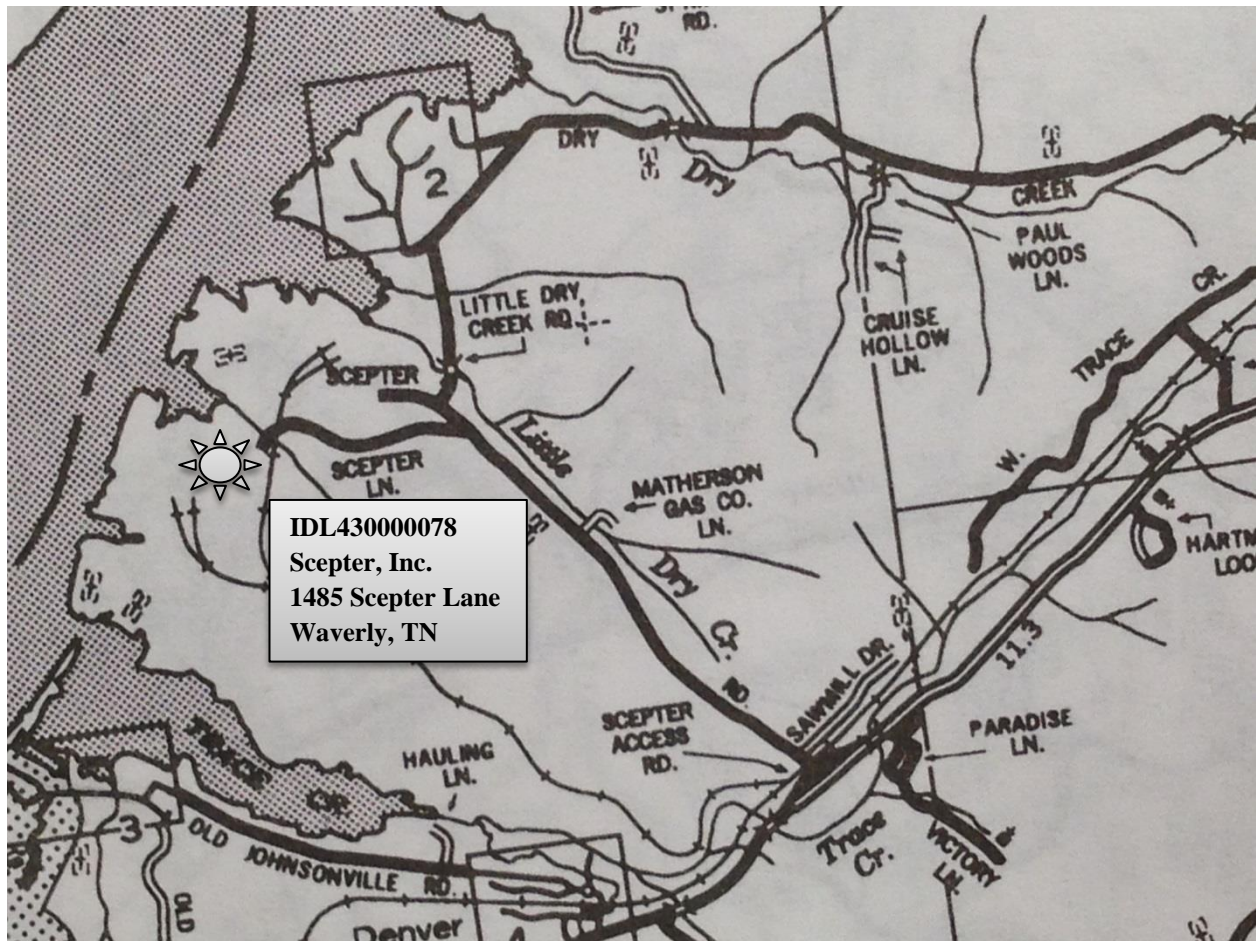 RD.
DRY
Dry
CREEK
2
PAUL
WOODS
LN.
LITTLE DRY
CREEK RD.
CRUISE
HOLLOW
LN.
TRACE
CR.
W.
SCEPTER
SCEPTER
LN.
Little
Dry
Cr.
RD.
MATHERSON
GAS CO.
LN.
HARTM
LOO
IDL430000078
Scepter, Inc.
1485 Scepter Lane
Waverly, TN
11.3
SAWMILL DR.
SCEPTER
ACCESS
RD.
PARADISE
LN.
HAULING
LN.
TRACE
CR.
3
OLD JOHNSONVILLE RD.
OLD
Trace
Cr.
VICTORY
LN.
Denver